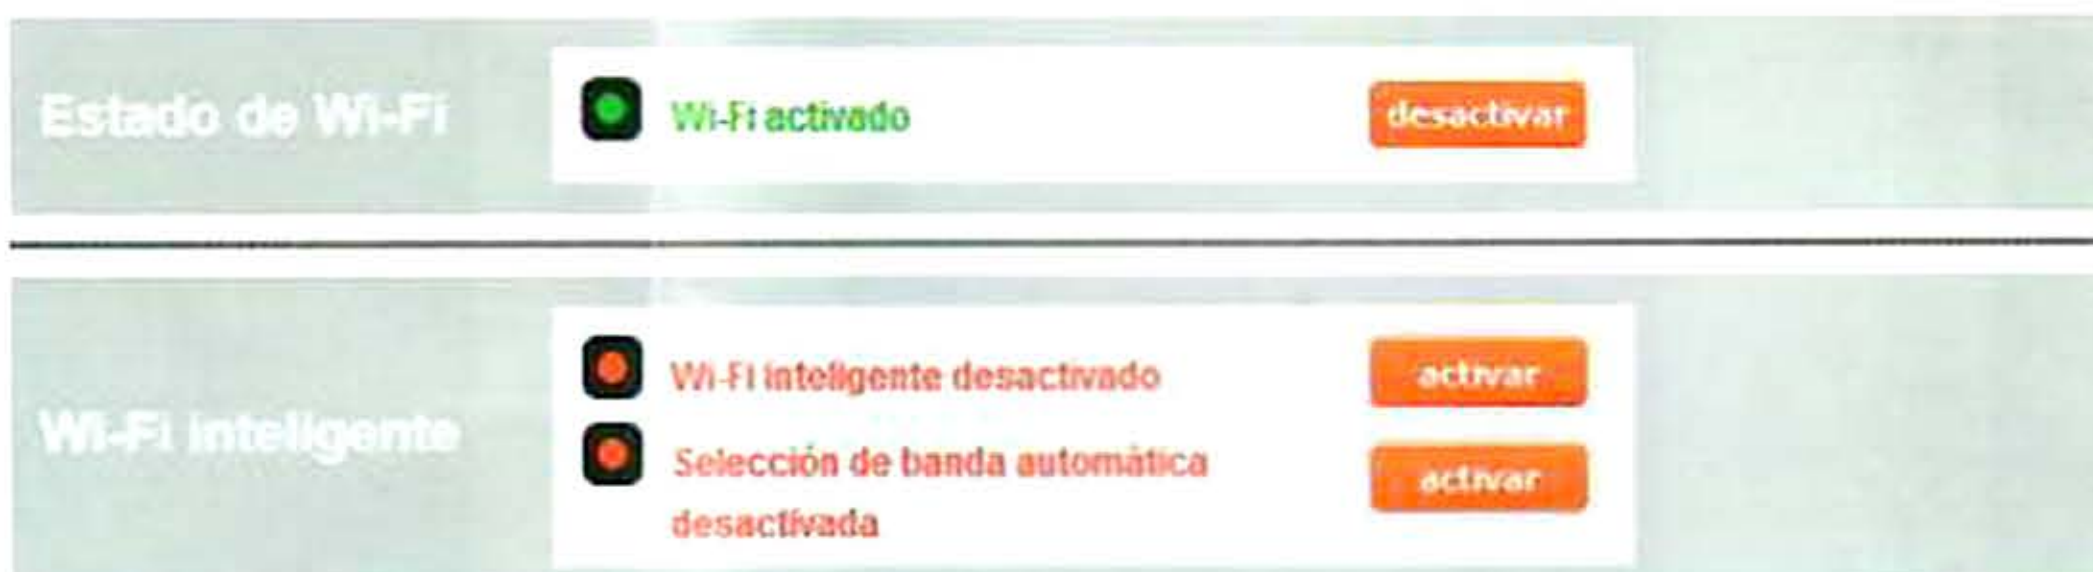 Estado de Wi-Fi
Wi-Fi activado
desactivar
Wi-Fi inteligente
Wi-Fi inteligente desactivado
activar
Selección de banda automática
desactivada
activar